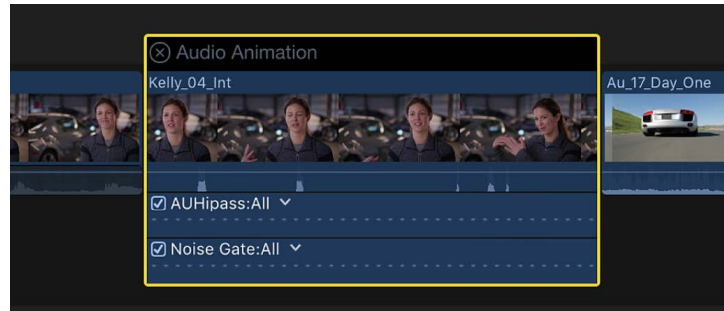 Audio Animation
Kelly_04_Int
Au_17_Day_One
AUHipass:All
Noise Gate:All